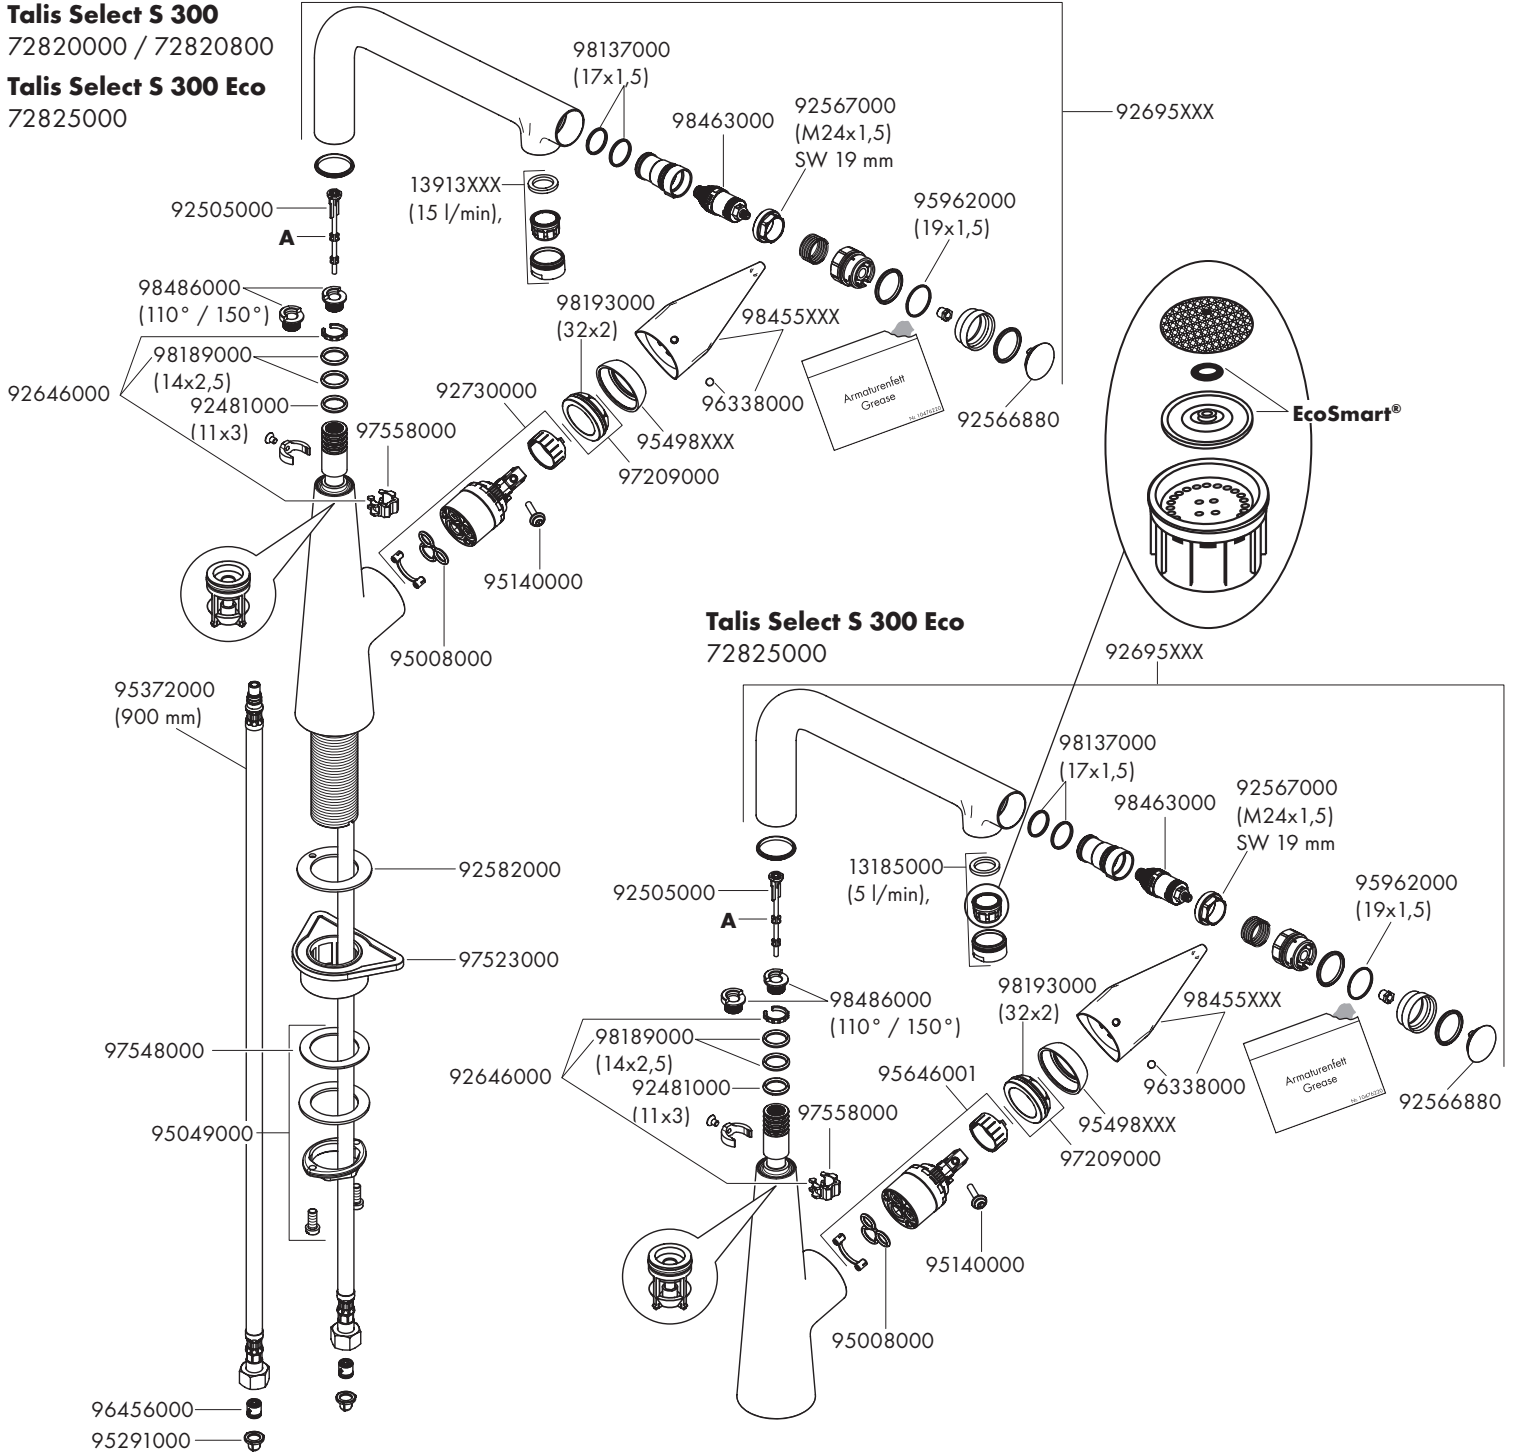 Talis Select S 300
72820000 / 72820800
Talis Select S 300 Eco
72825000
98137000
(17x1,5)
98463000
92567000
(M24x1,5)
SW 19 mm
92695XXX
13913XXX
(15 l/min),
95962000
(19x1,5)
92505000
A
98486000
(110° / 150°)
98193000
(32x2)
98455XXX
98189000
(14x2,5)
92646000
92481000
(11x3)
97558000
92730000
96338000
Armaturenfett
Grease
Nr. 10476220
92566880
EcoSmart®
95498XXX
97209000
95140000
95008000
95372000
(900 mm)
92582000
97523000
97548000
95049000
96456000
95291000
Talis Select S 300 Eco
72825000
92695XXX
98137000
(17x1,5)
98463000
92567000
(M24x1,5)
SW 19 mm
13185000
(5 l/min),
95962000
(19x1,5)
92505000
A
98486000
(110° / 150°)
98193000
(32x2)
98455XXX
98189000
(14x2,5)
92646000
92481000
(11x3)
97558000
95646001
96338000
Armaturenfett
Grease
Nr. 10476220
92566880
95498XXX
97209000
95140000
95008000